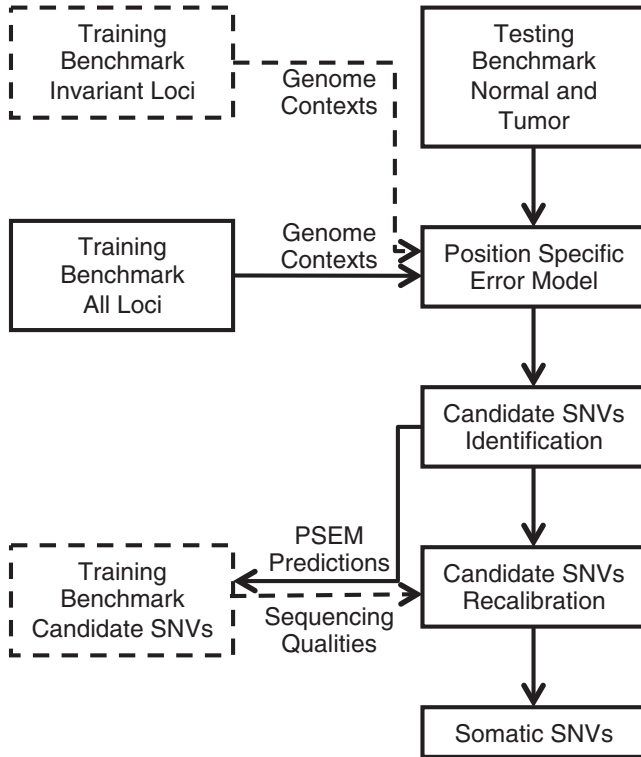 Training
Benchmark
Invariant Loci
Genome
Contexts
Testing
Benchmark
Normal and
Tumor
Training
Benchmark
All Loci
Genome
Contexts
Position Specific
Error Model
Candidate SNVs
Identification
PSEM
Predictions
Training
Benchmark
Candidate SNVs
Sequencing
Qualities
Candidate SNVs
Recalibration
Somatic SNVs